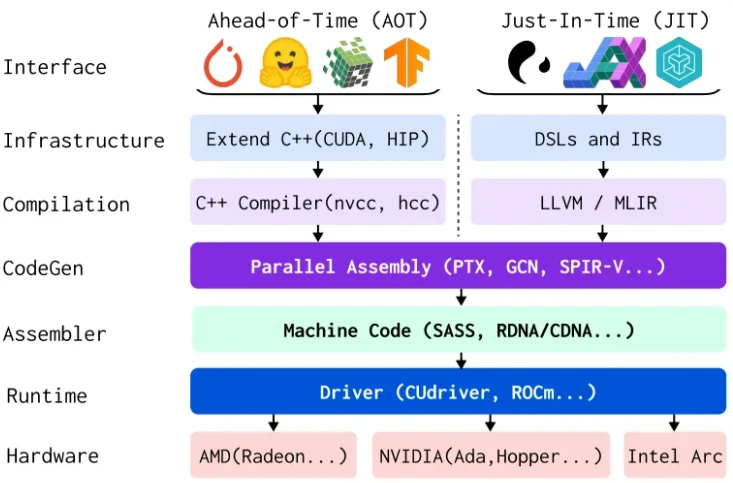 Ahead-of-Time (AOT)
Just-In-Time (JIT)
Interface
JAX
Infrastructure
Extend C++(CUDA, HIP)
DSLs and IRs
Compilation
C++ Compiler(nvcc, hcc)
LLVM / MLIR
CodeGen
Parallel Assembly (PTX, GCN, SPIR-V...)
Assembler
Machine Code (SASS, RDNA/CDNA...)
Runtime
Driver (CUdriver, ROCm...)
Hardware
AMD(Radeon...)
NVIDIA(Ada,Hopper...)
Intel Arc